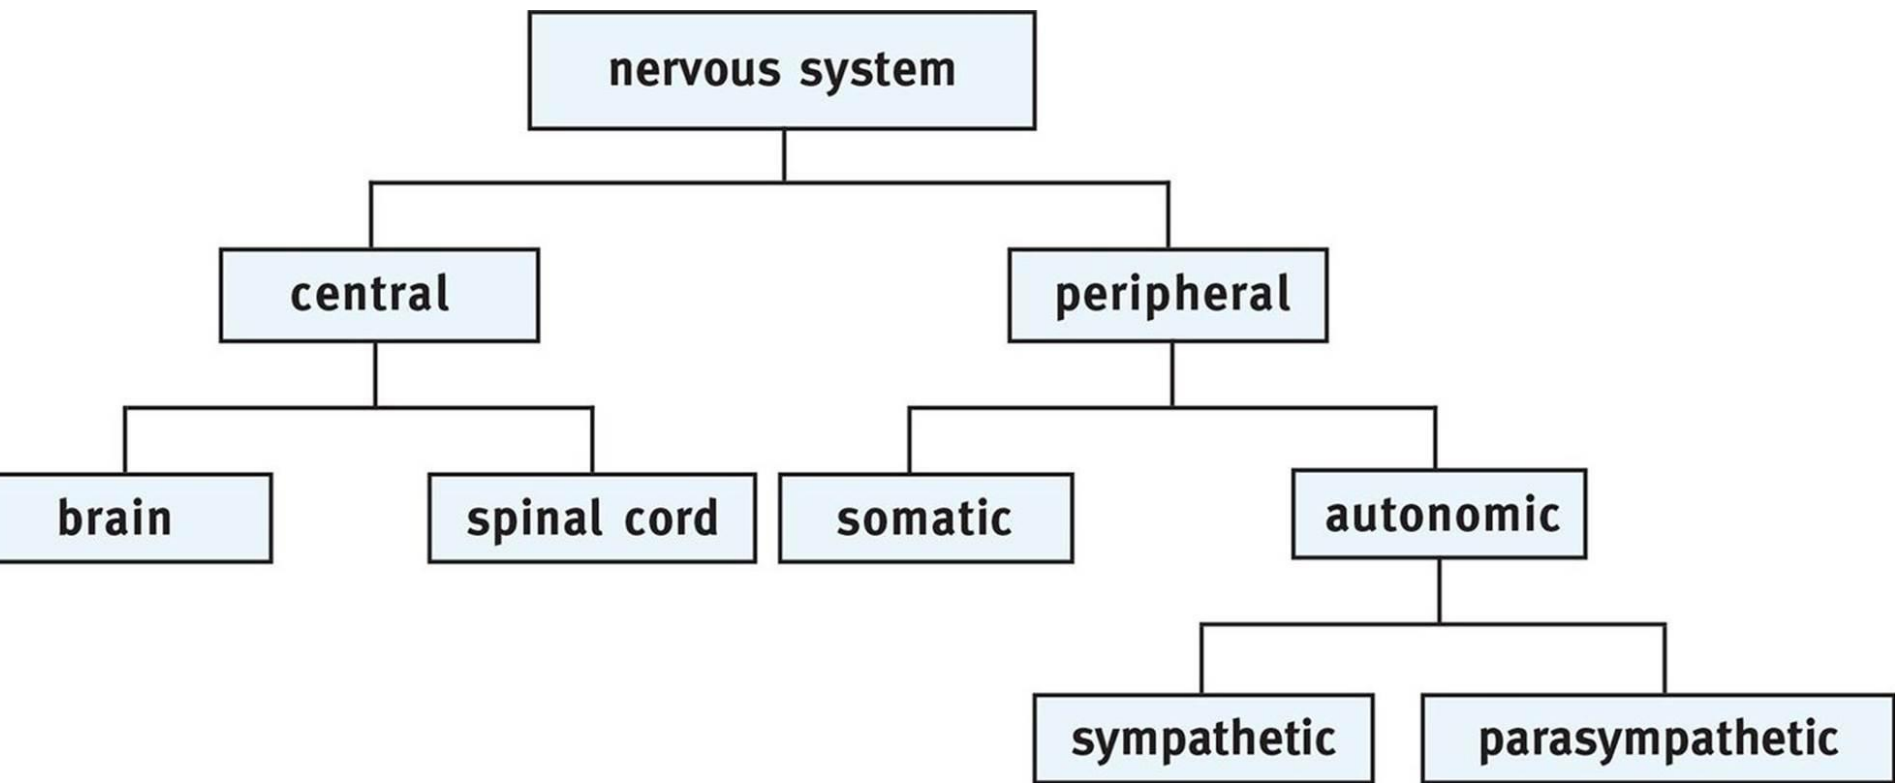 nervous system
central
peripheral
brain
spinal cord
somatic
autonomic
sympathetic
parasympathetic